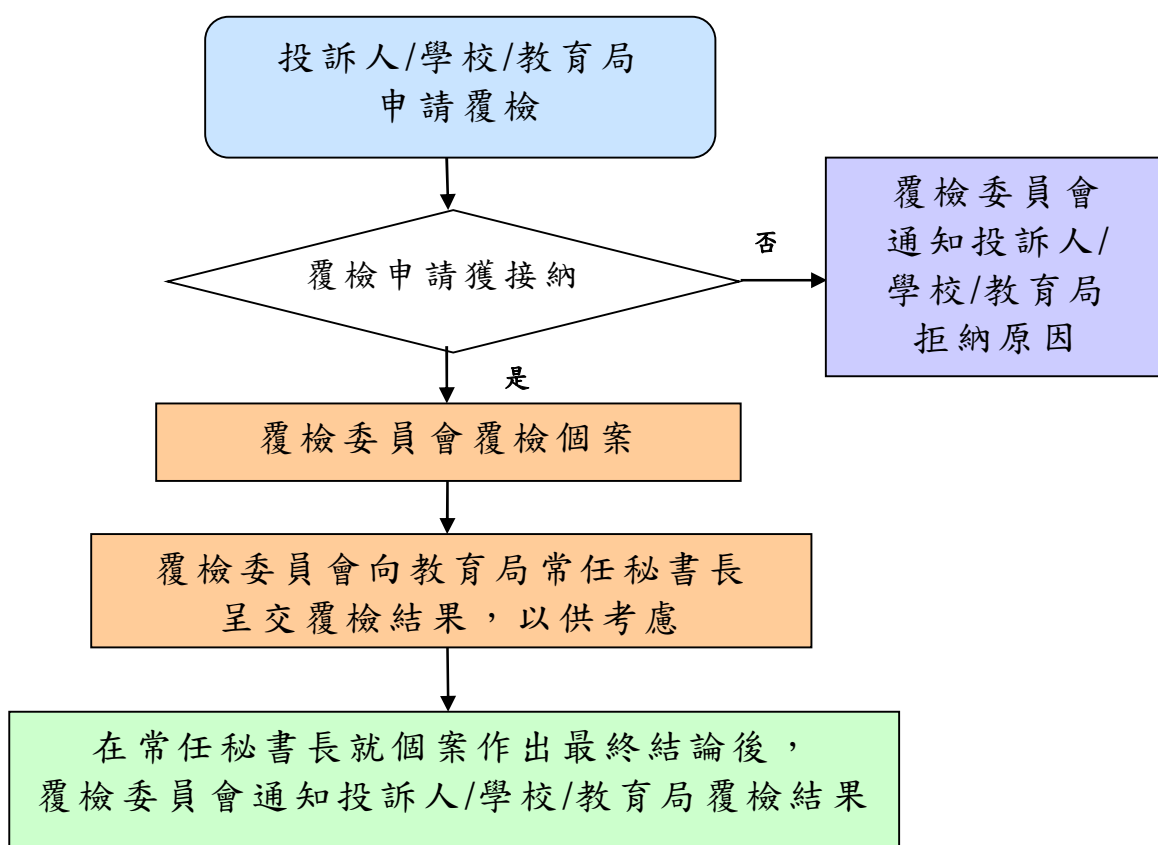 投訴人/學校/教育局
申請覆檢
覆檢申請獲接納
否
覆檢委員會
通知投訴人/
學校/教育局
拒納原因
是
覆檢委員會覆檢個案
覆檢委員會向教育局常任秘書長
呈交覆檢結果，以供考慮
在常任秘書長就個案作出最終結論後，
覆檢委員會通知投訴人/學校/教育局覆檢結果